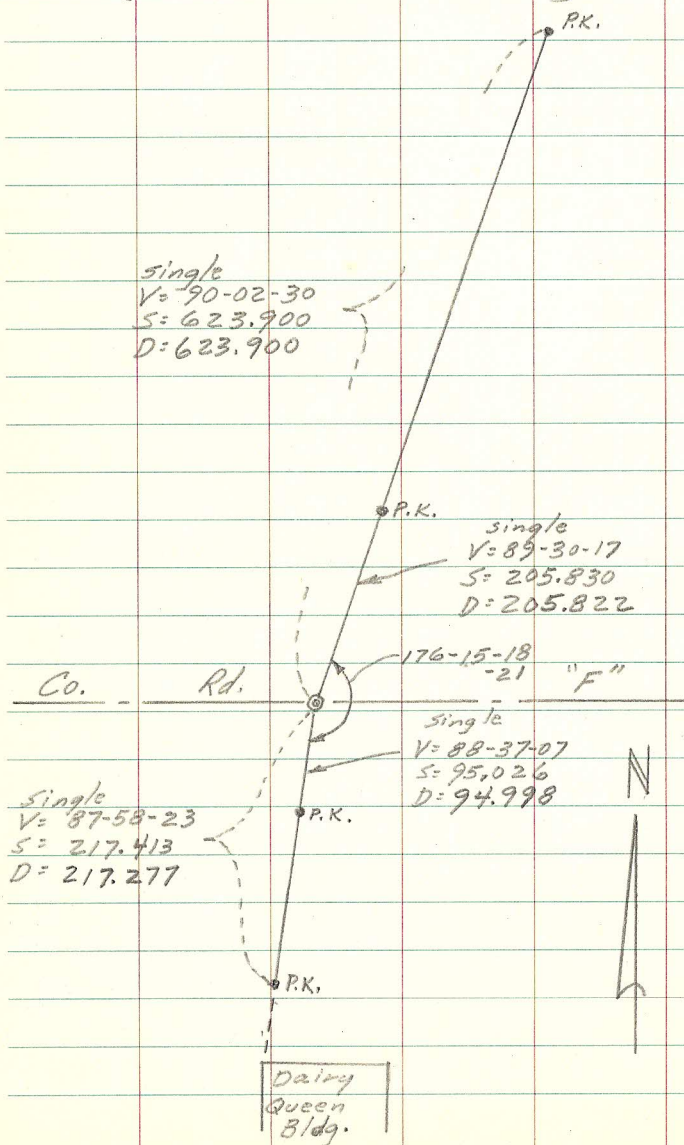 P.K.
single
V= 90-02-30
S= 623.900
D= 623.900
P.K.
single
V= 89-30-17
S= 205.830
D= 205.822
176-15-18
-21
Co. Rd. "F"
single
V= 88-37-07
S= 95.026
D= 94.998
N
single
V= 87-58-23
S= 217.413
D= 217.277
P.K.
P.K.
Dairy
Queen
Bldg.